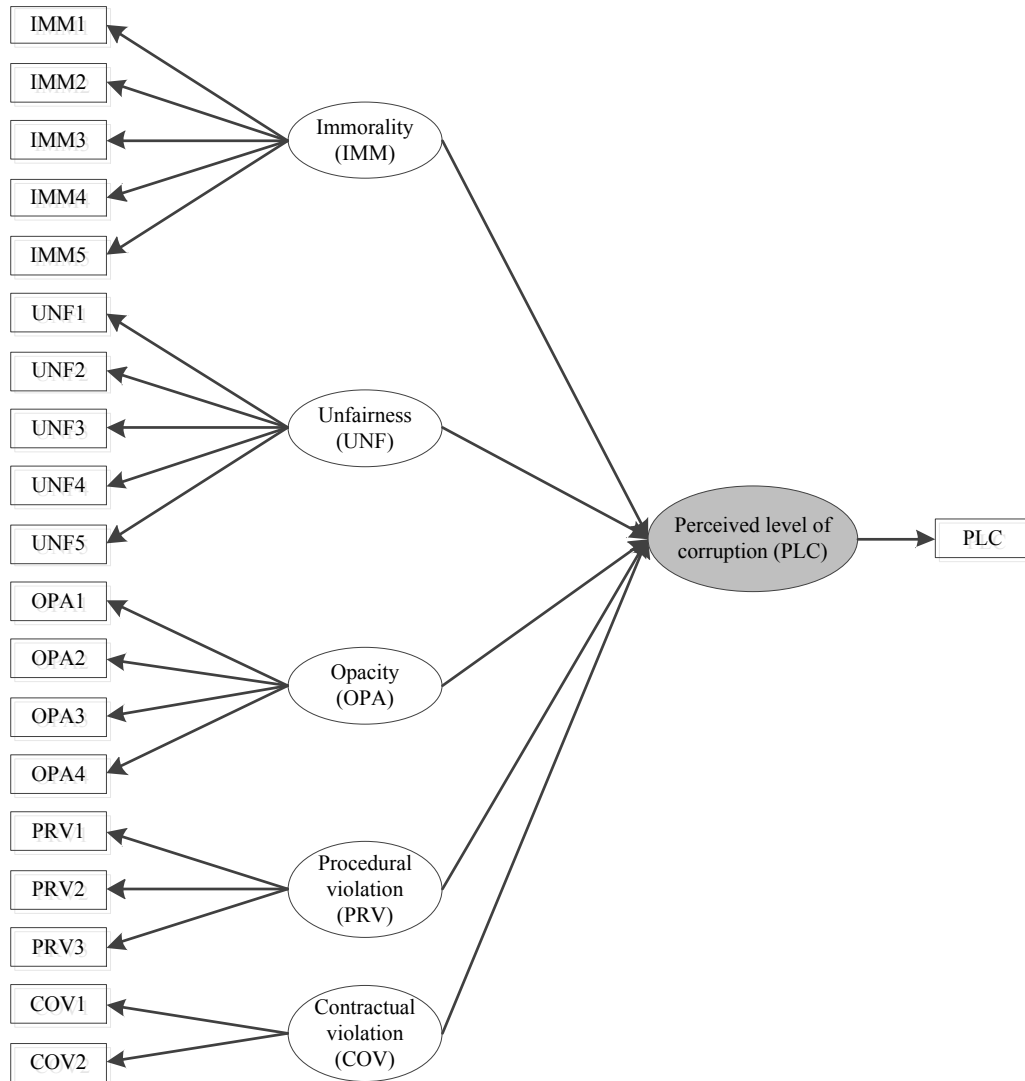 IMM1
IMM2
IMM3
IMM4
IMM5
UNF1
UNF2
UNF3
UNF4
UNF5
OPA1
OPA2
OPA3
OPA4
PRV1
PRV2
PRV3
COV1
COV2
Immorality
(IMM)
Unfairness
(UNF)
Opacity
(OPA)
Procedural
violation
(PRV)
Contractual
violation
(COV)
Perceived level of
corruption (PLC)
PLC